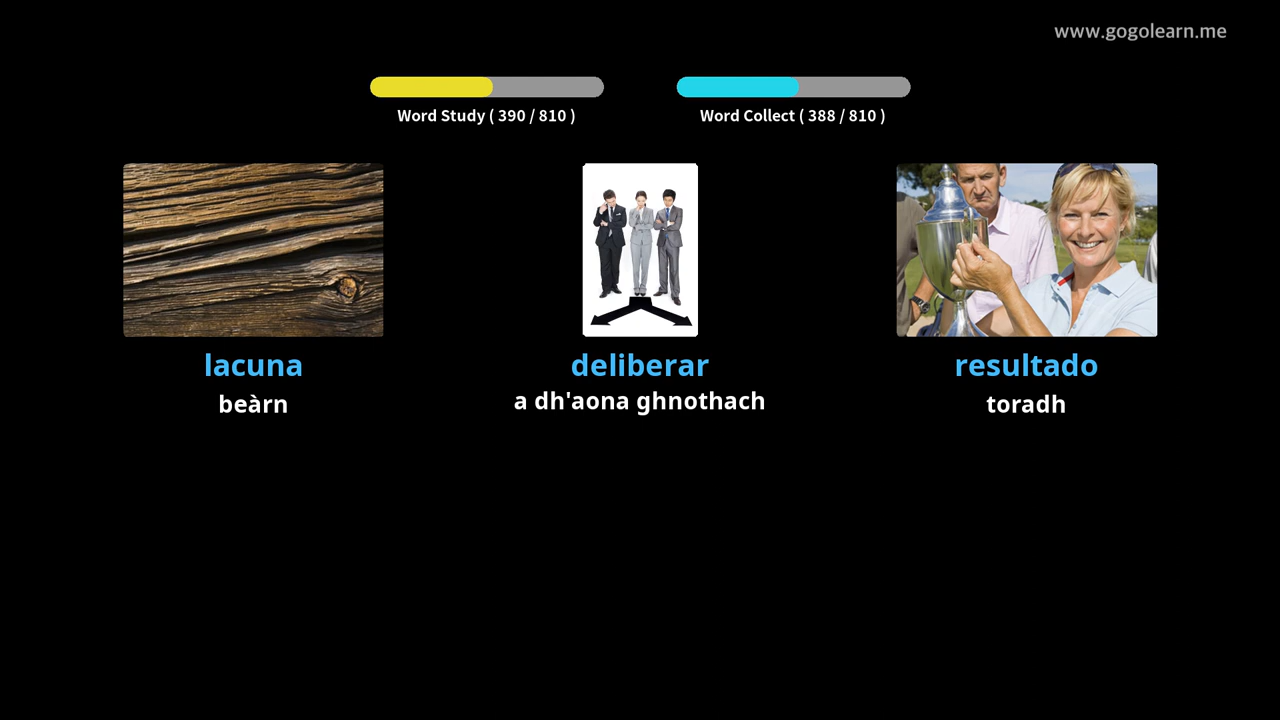 www.gogolearn.me
Word Study ( 390 / 810 )
Word Collect ( 388 / 810 )
lacuna
beàrn
deliberar
a dh'aona ghnothach
resultado
toradh